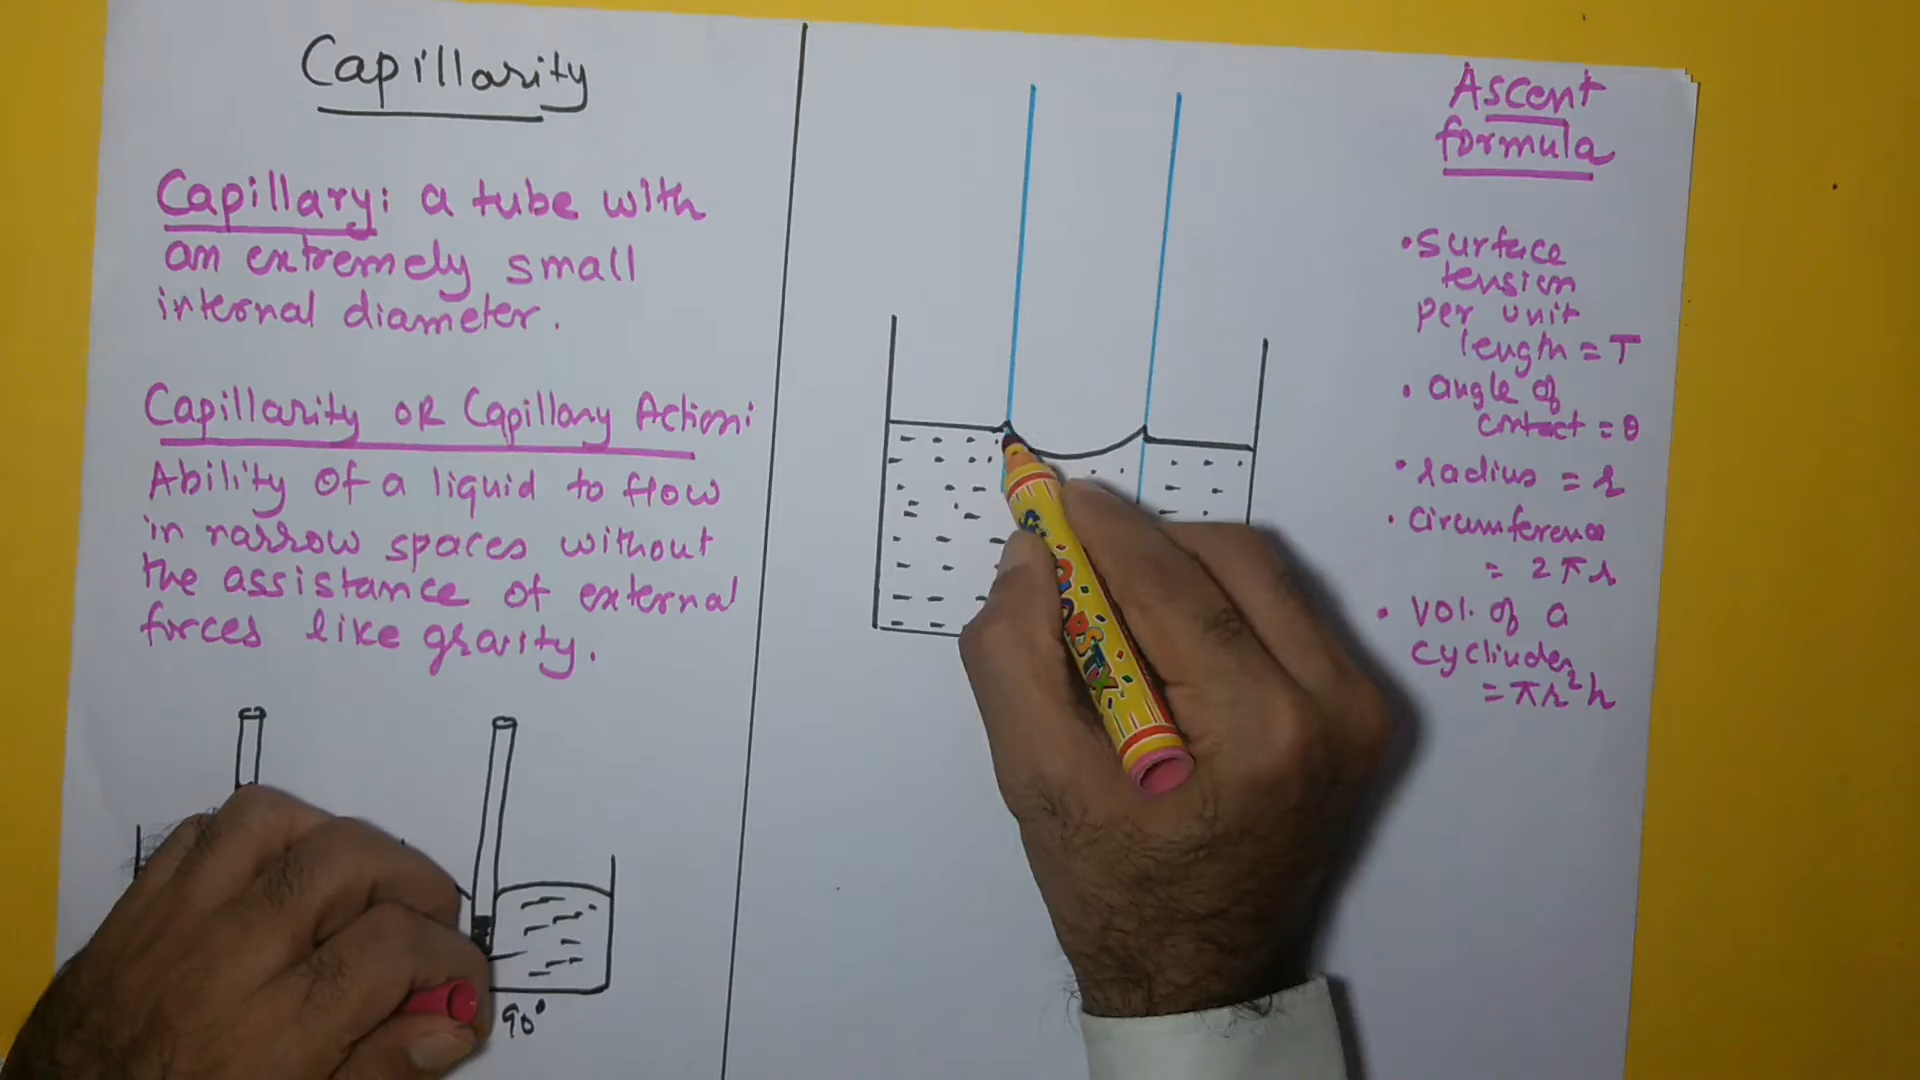 Capillarity
Capillary: a tube with
an extremely small
internal diameter.
Capillarity OR Capillary Action:
Ability of a liquid to flow
in narrow spaces without
the assistance of external
forces like gravity.
90°
Ascent
formula
• Surface
tension
per unit
length = T
• angle of
contact = θ
• radius = r
• circumference
= 2πr
• Vol. of a
cyclinder
= πr²h